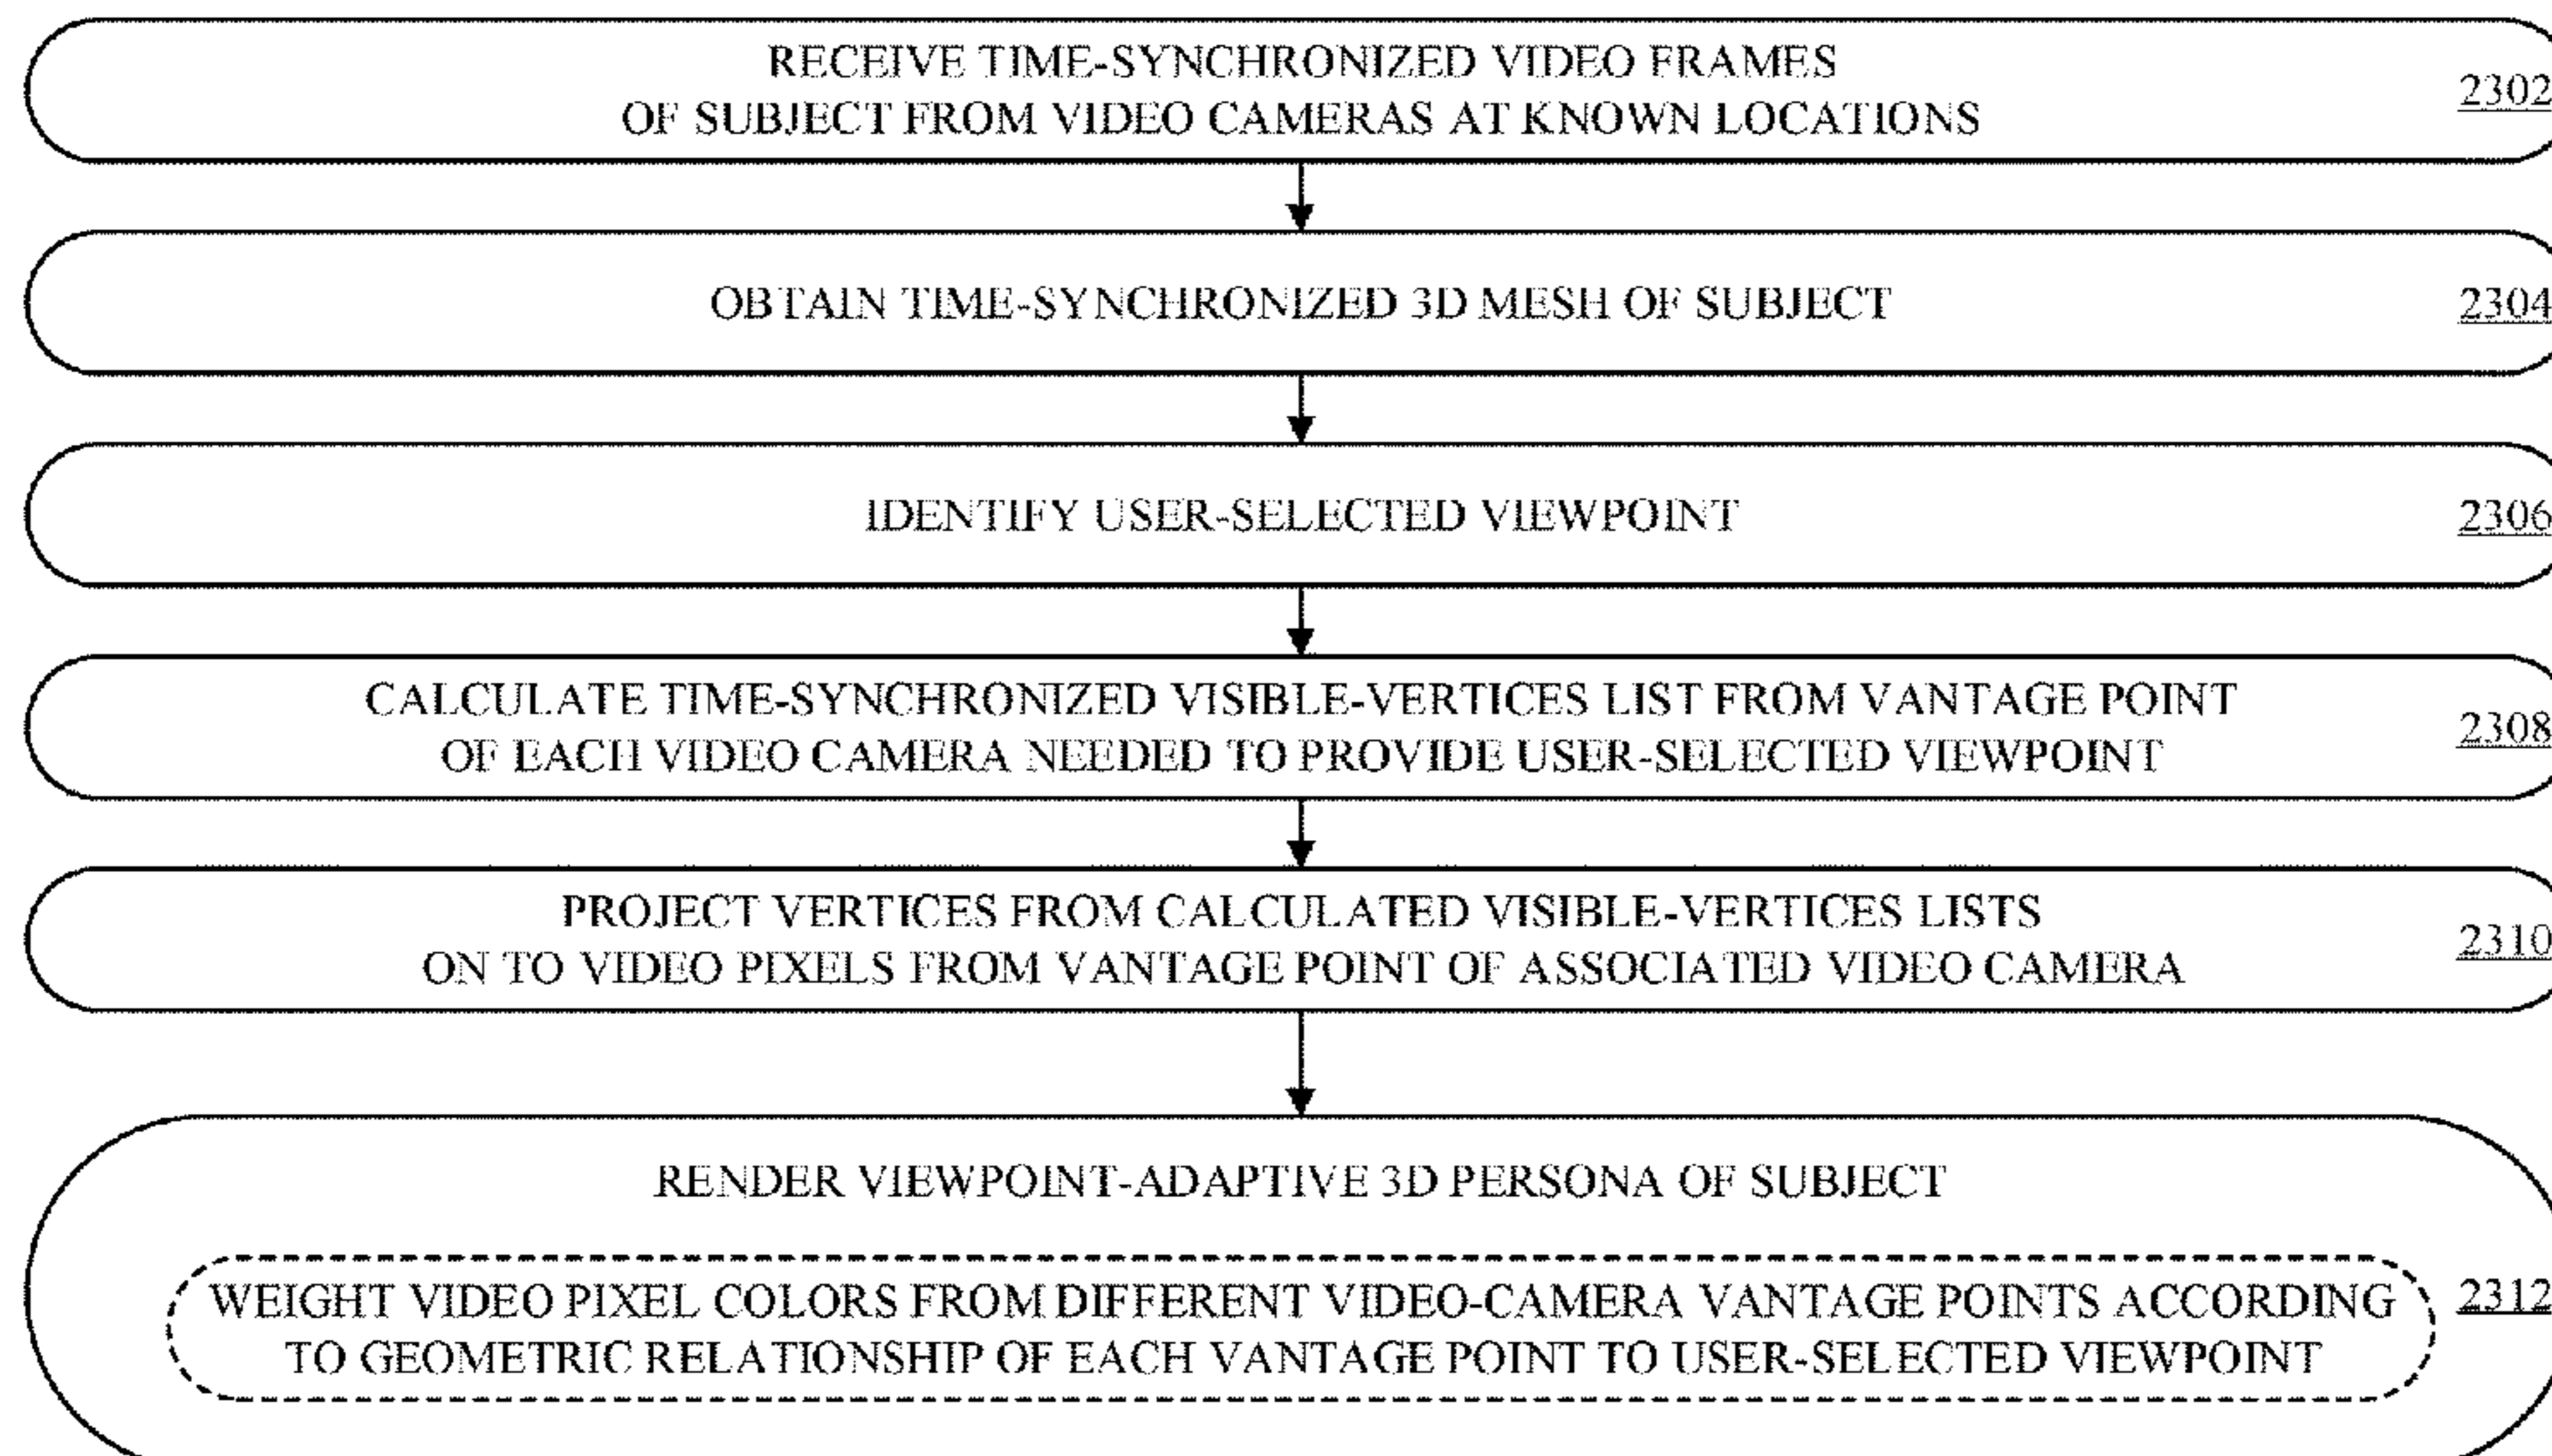 RECEIVE TIME-SYNCHRONIZED VIDEO FRAMES
OF SUBJECT FROM VIDEO CAMERAS AT KNOWN LOCATIONS
2302
OBTAIN TIME-SYNCHRONIZED 3D MESH OF SUBJECT
2304
IDENTIFY USER-SELECTED VIEWPOINT
2306
CALCULATE TIME-SYNCHRONIZED VISIBLE-VERTICES LIST FROM VANTAGE POINT
OF EACH VIDEO CAMERA NEEDED TO PROVIDE USER-SELECTED VIEWPOINT
2308
PROJECT VERTICES FROM CALCULATED VISIBLE-VERTICES LISTS
ON TO VIDEO PIXELS FROM VANTAGE POINT OF ASSOCIATED VIDEO CAMERA
2310
RENDER VIEWPOINT-ADAPTIVE 3D PERSONA OF SUBJECT
WEIGHT VIDEO PIXEL COLORS FROM DIFFERENT VIDEO-CAMERA VANTAGE POINTS ACCORDING
TO GEOMETRIC RELATIONSHIP OF EACH VANTAGE POINT TO USER-SELECTED VIEWPOINT
2312